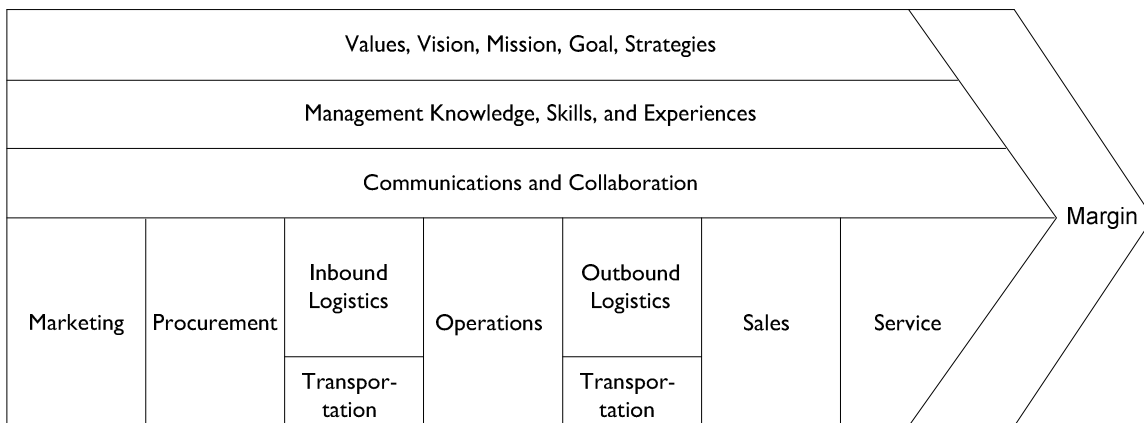 Values, Vision, Mission, Goal, Strategies
Management Knowledge, Skills, and Experiences
Communications and Collaboration
Margin
Marketing
Procurement
Inbound
Logistics
Transpor-
tation
Operations
Outbound
Logistics
Transpor-
tation
Sales
Service